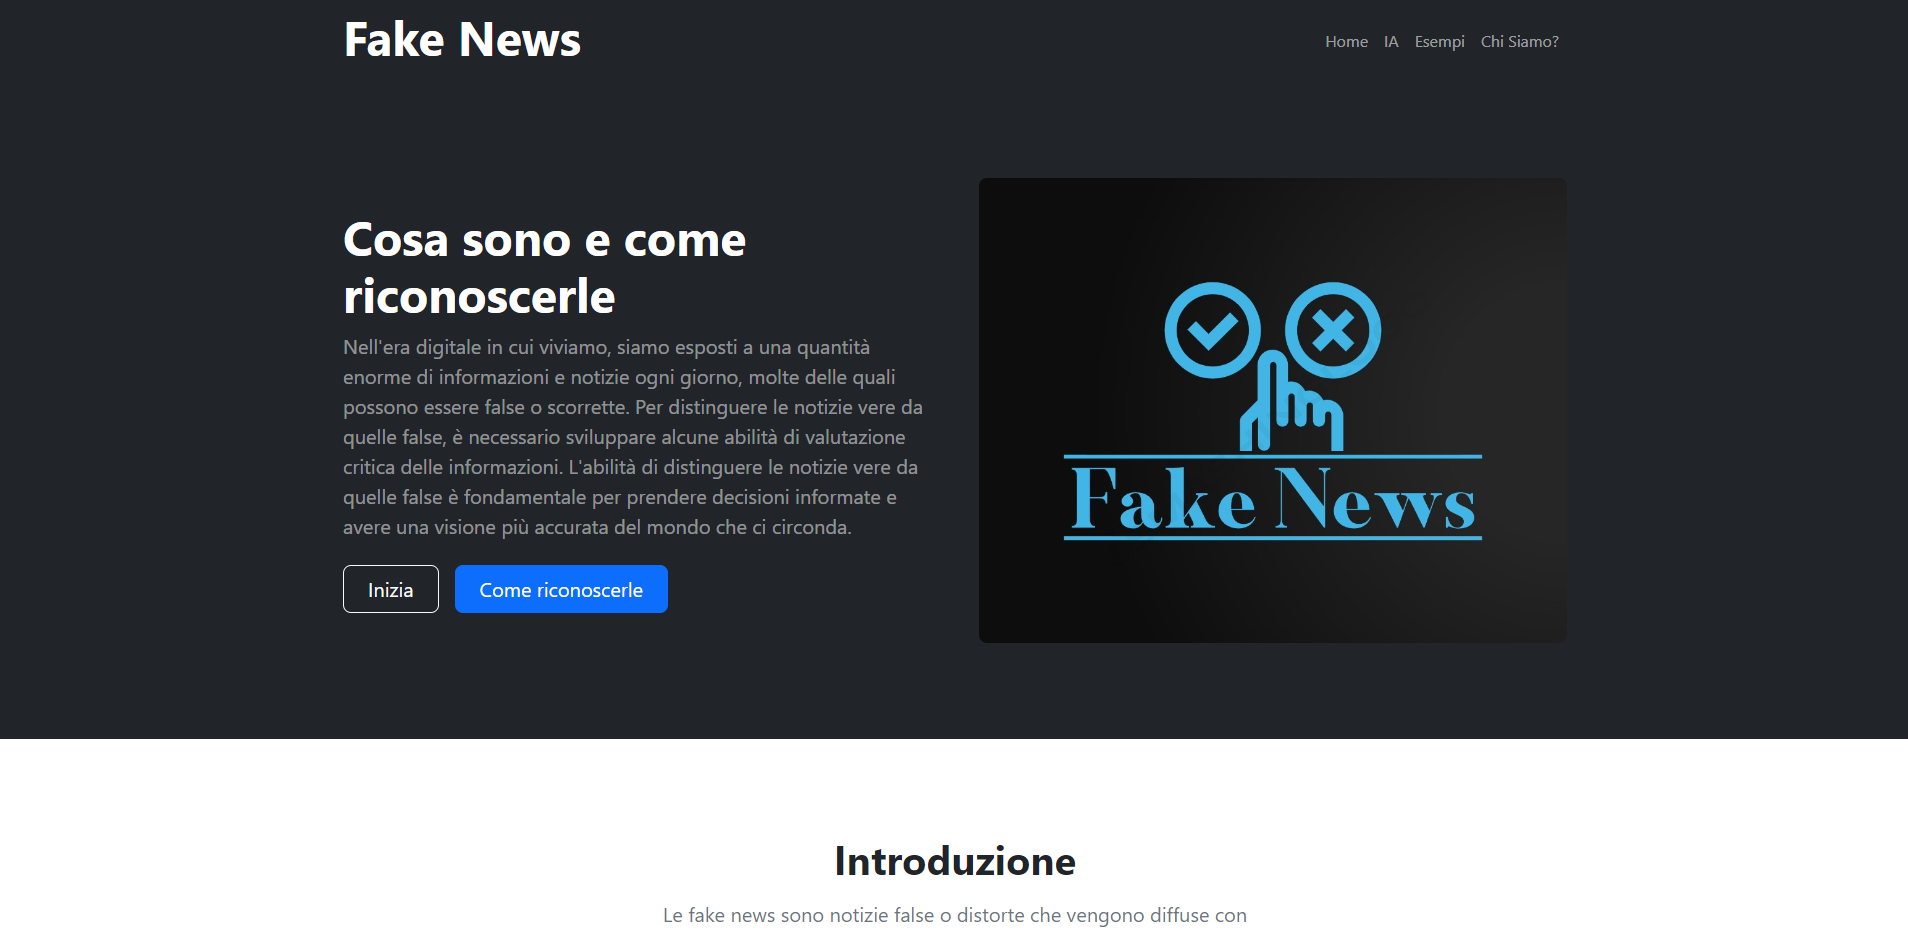 Fake News
Home IA Esempi Chi Siamo?
Cosa sono e come
riconoscerle
Nell'era digitale in cui viviamo, siamo esposti a una quantità
enorme di informazioni e notizie ogni giorno, molte delle quali
possono essere false o scorrette. Per distinguere le notizie vere da
quelle false, è necessario sviluppare alcune abilità di valutazione
critica delle informazioni. L'abilità di distinguere le notizie vere da
quelle false è fondamentale per prendere decisioni informate e
avere una visione più accurata del mondo che ci circonda.
Inizia
Come riconoscerle
Fake News
Introduzione
Le fake news sono notizie false o distorte che vengono diffuse con